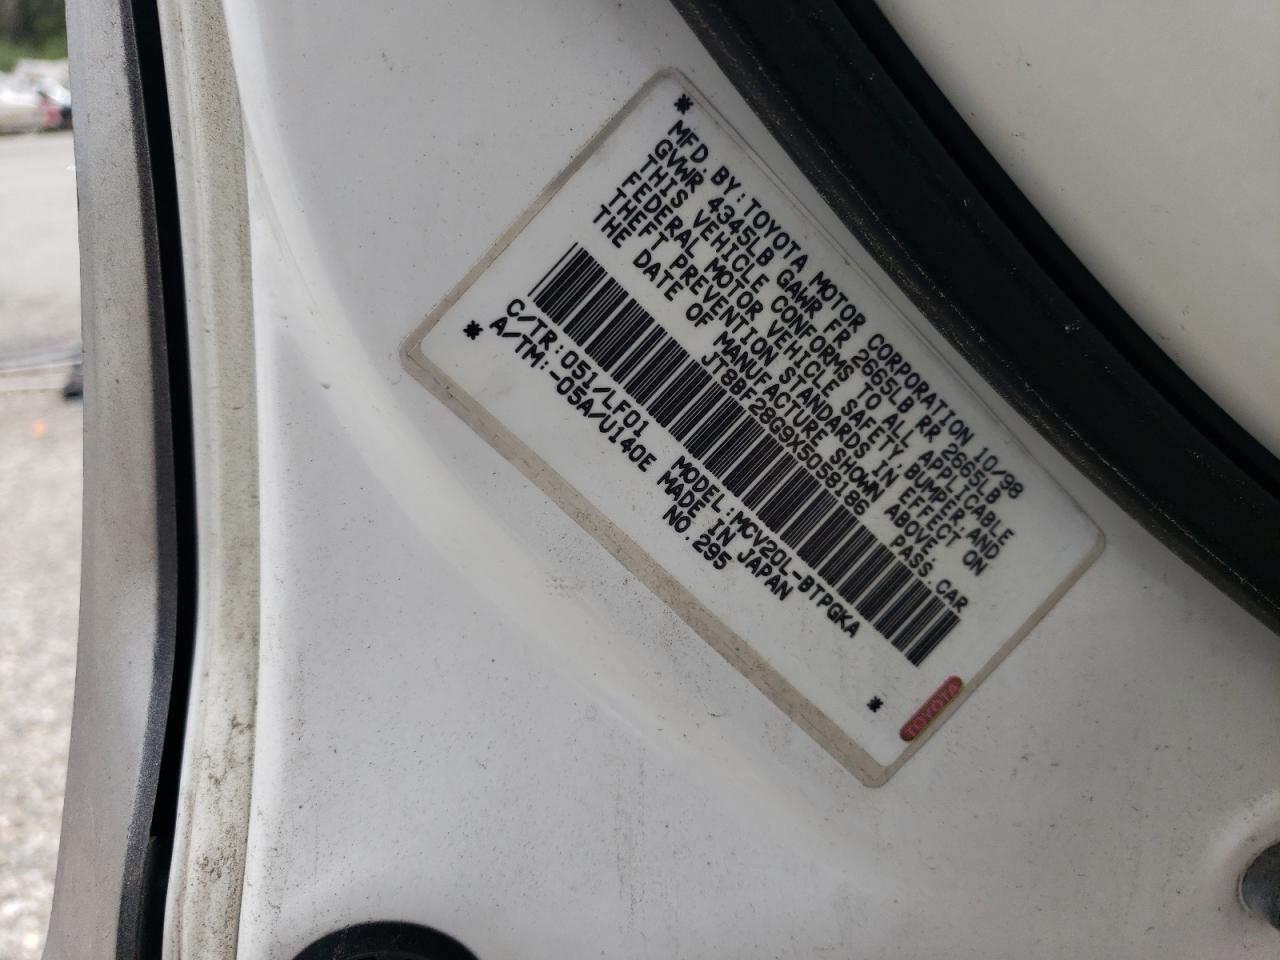 MFD. BY: TOYOTA MOTOR CORPORATION 10/98
GVWR 4345LB GAWR FR 2665LB RR 2665LB
THIS VEHICLE CONFORMS TO ALL APPLICABLE
FEDERAL MOTOR VEHICLE SAFETY, BUMPER, AND
THEFT PREVENTION STANDARDS IN EFFECT ON
THE DATE OF MANUFACTURE SHOWN ABOVE.
JT8BF28G9X5058186 PASS. CAR
C/TR: 051/LF01 MODEL: MCV20L-BTPGKA
A/TM: -05A/U140E MADE IN JAPAN
NO. 295
TOYOTA